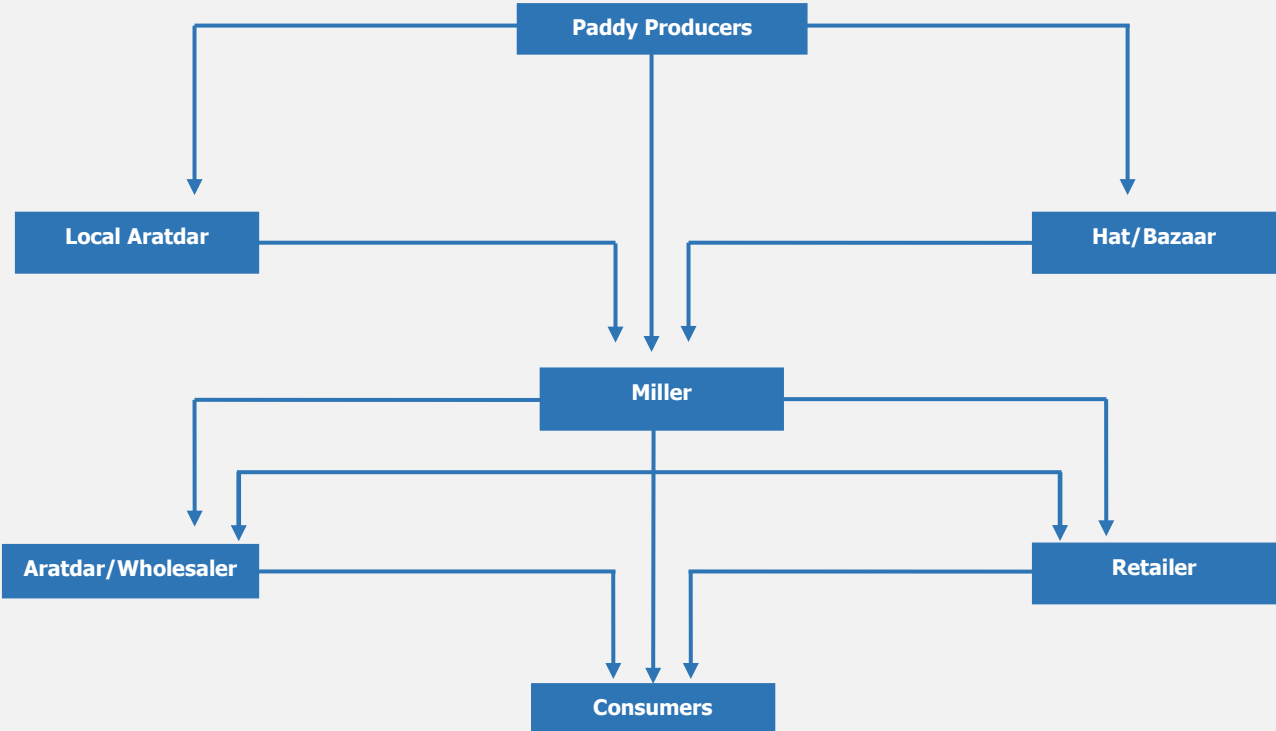 Paddy Producers
Local Aratdar
Hat/Bazaar
Miller
Aratdar/Wholesaler
Retailer
Consumers